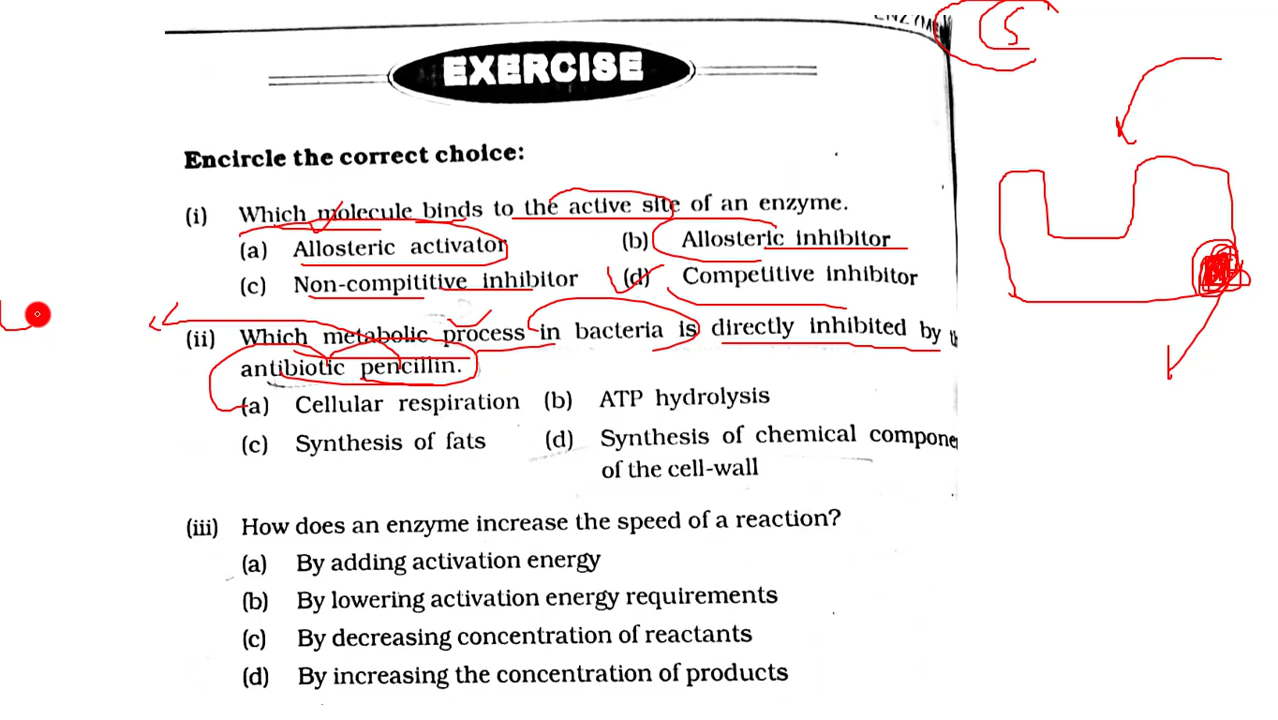 S
EXERCISE
Encircle the correct choice:
(i) Which molecule binds to the active site of an enzyme.
(a) Allosteric activator (b) Allosteric inhibitor
(c) Non-compititive inhibitor (d) Competitive inhibitor
(ii) Which metabolic process in bacteria is directly inhibited by
antibiotic pencillin.
(a) Cellular respiration (b) ATP hydrolysis
(c) Synthesis of fats (d) Synthesis of chemical compone
of the cell-wall
(iii) How does an enzyme increase the speed of a reaction?
(a) By adding activation energy
(b) By lowering activation energy requirements
(c) By decreasing concentration of reactants
(d) By increasing the concentration of products